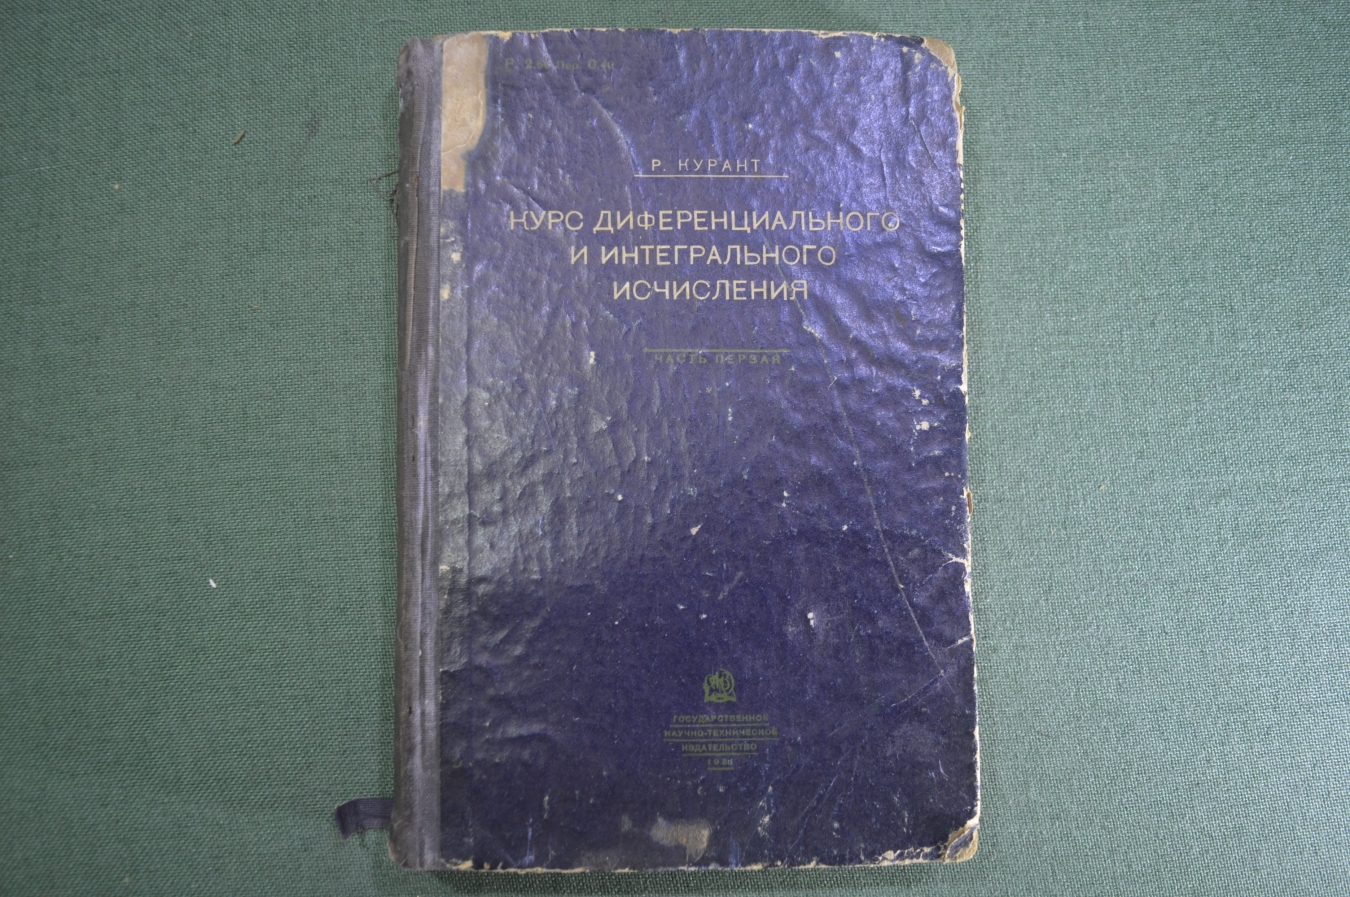 Р. КУРАНТ
КУРС ДИФЕРЕНЦИАЛЬНОГО
И ИНТЕГРАЛЬНОГО
ИСЧИСЛЕНИЯ
ЧАСТЬ ПЕРВАЯ
ГОСУДАРСТВЕННОЕ
НАУЧНО-ТЕХНИЧЕСКОЕ
ИЗДАТЕЛЬСТВО